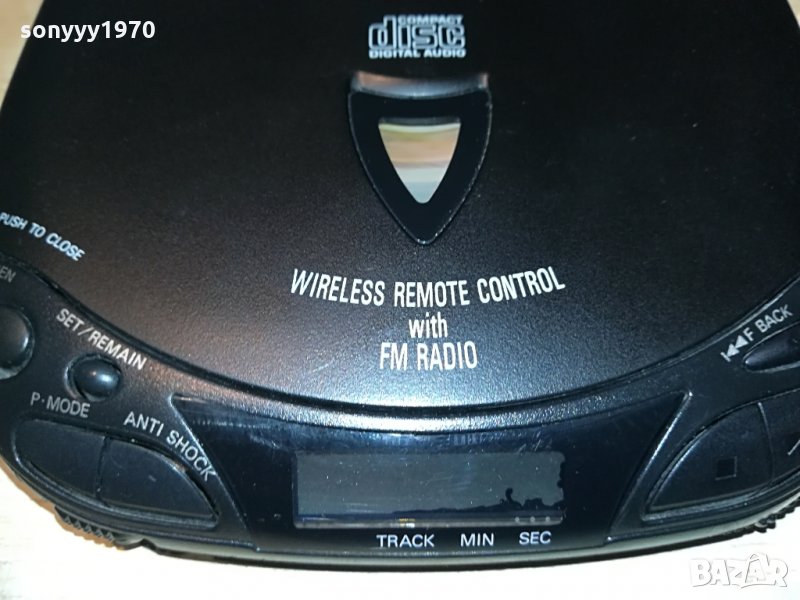 sonyyy1970
COMPACT
disc
DIGITAL AUDIO
PUSH TO CLOSE
WIRELESS REMOTE CONTROL
with
FM RADIO
SET/REMAIN
F BACK
P·MODE
ANTI SHOCK
TRACK MIN SEC
BAZAR